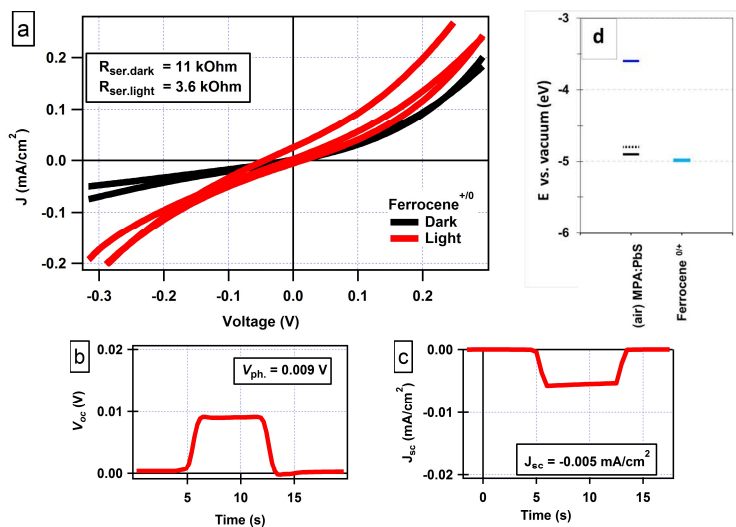 a
0.2
0.1
0.0
-0.1
-0.2
J (mA/cm²)
R_ser.dark = 11 kOhm
R_ser.light = 3.6 kOhm
Ferrocene ⁺/⁰
Dark
Light
-0.3 -0.2 -0.1 0.0 0.1 0.2
Voltage (V)
d
-3
-4
-5
-6
E vs. vacuum (eV)
(air) MPA:PbS
Ferrocene ⁰/⁺
b
0.02
0.01
0.00
V_oc (V)
V_ph. = 0.009 V
5 10 15
Time (s)
c
0.00
-0.01
-0.02
J_sc (mA/cm²)
J_sc = -0.005 mA/cm²
0 5 10 15
Time (s)